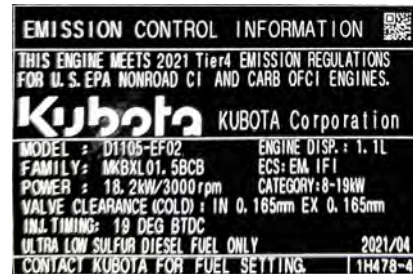 EMISSION CONTROL INFORMATION
THIS ENGINE MEETS 2021 Tier4 EMISSION REGULATIONS
FOR U.S.EPA NONROAD CI AND CARB OFCI ENGINES.
Kubota KUBOTA Corporation
MODEL : D1105-EF02 ENGINE DISP.: 1.1L
FAMILY: MKBXL01.5BCB ECS:EM,IFI
POWER : 18.2kW/3000rpm CATEGORY:8-19kW
VALVE CLEARANCE(COLD) : IN 0.165mm EX 0.165mm
INJ.TIMING: 19 DEG BTDC
ULTRA LOW SULFUR DIESEL FUEL ONLY 2021/04
CONTACT KUBOTA FOR FUEL SETTING. 1H478-4